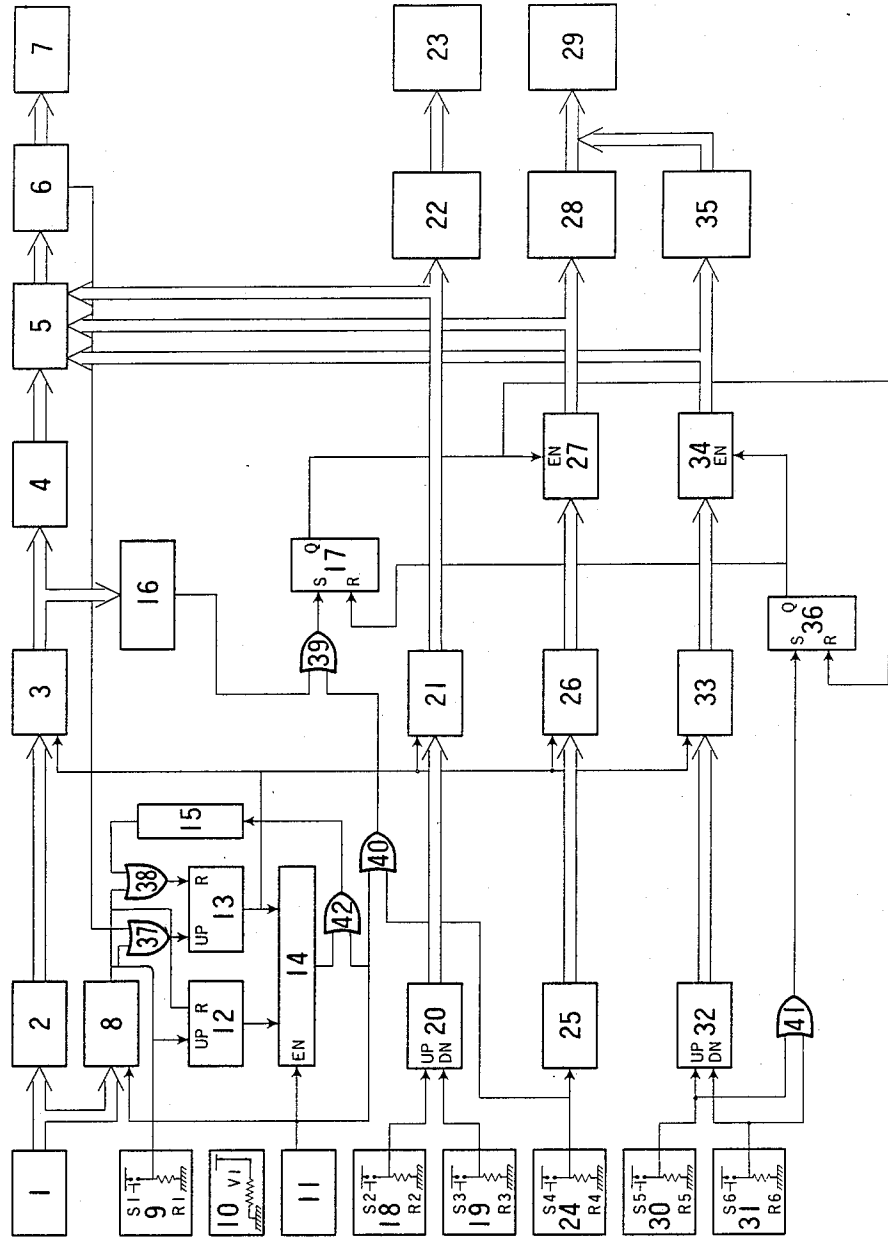 1 2 3 4 5 6 7
8
S1
9
R1
37 38 15 16
10 V1
UP R
12
UP R
13
11
EN 14
42
40
39
S Q
17
R
S2
18
R2
UP
20
DN
21 22 23
S3
19
R3
S4
24
R4
25 26
EN
27
28 29
S5
30
R5
UP
32
DN
33
34
EN
35
S6
31
R6
41
S Q
36
R